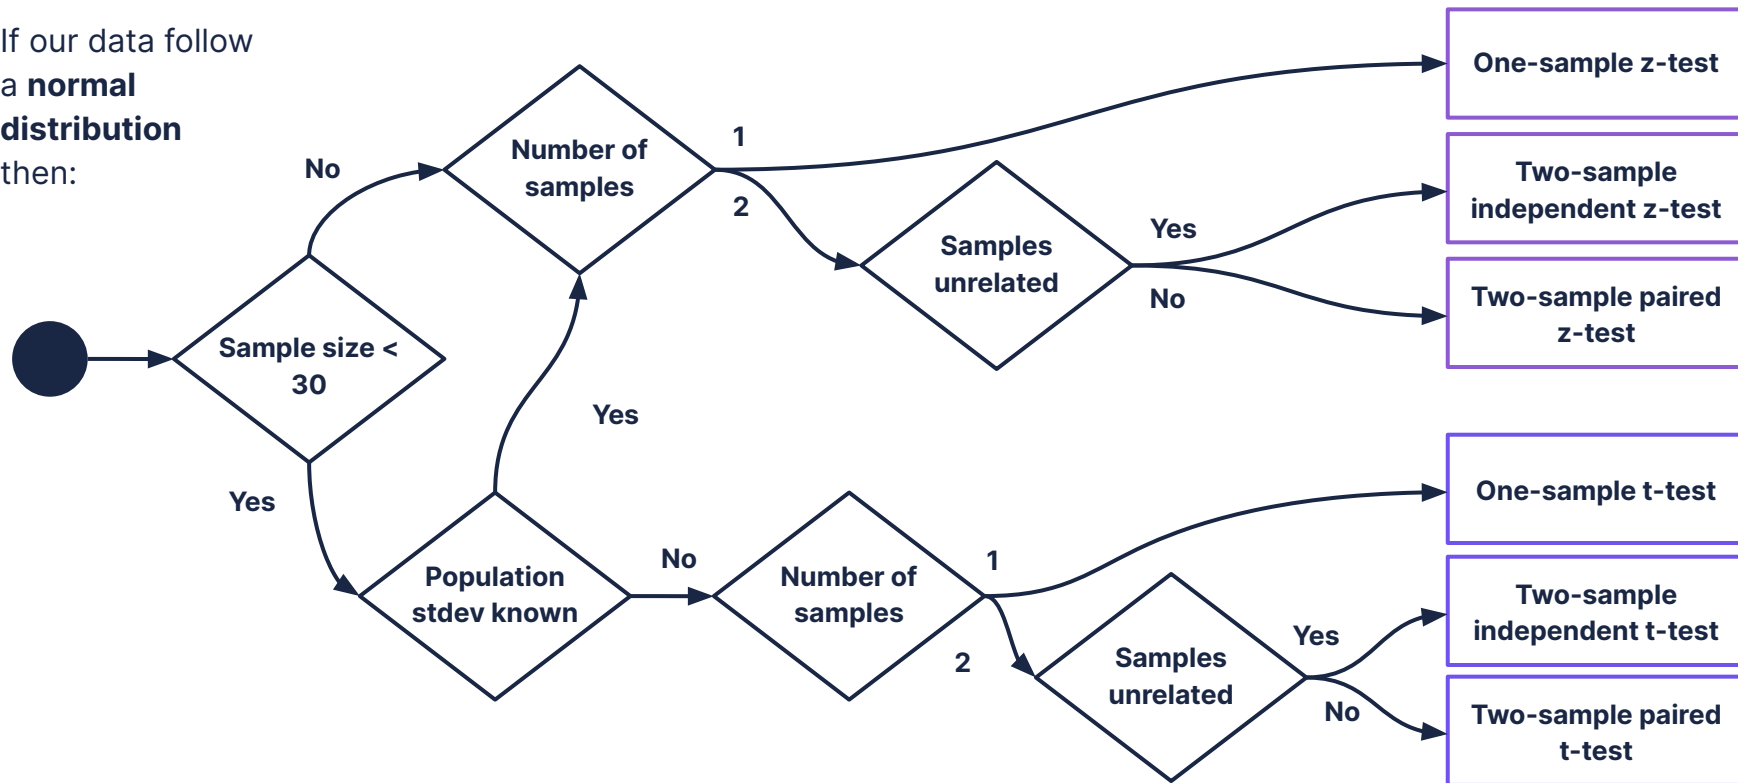 If our data follow
a normal
distribution
then:
No
Number of
samples
1
2
One-sample z-test
Samples
unrelated
Yes
No
Two-sample
independent z-test
Two-sample paired
z-test
Sample size <
30
Yes
Yes
Population
stdev known
No
Number of
samples
1
2
One-sample t-test
Samples
unrelated
Yes
No
Two-sample
independent t-test
Two-sample paired
t-test